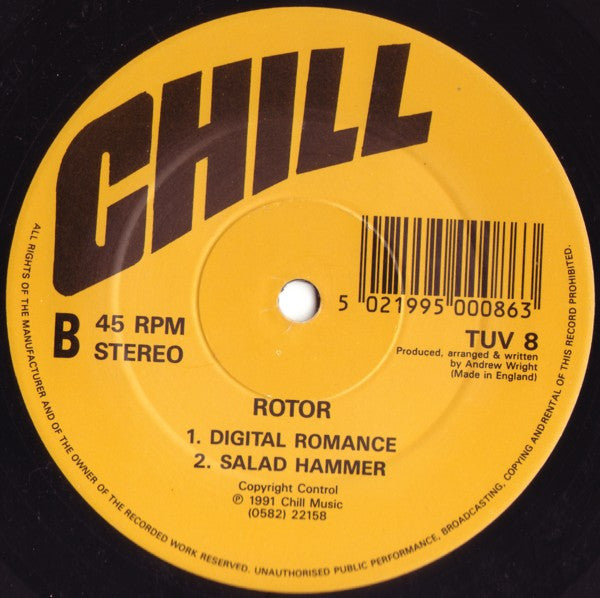 CHILL
5 021995 000863
B
45 RPM
STEREO
TUV 8
Produced, arranged & written
by Andrew Wright
(Made in England)
ROTOR
1. DIGITAL ROMANCE
2. SALAD HAMMER
Copyright Control
℗ 1991 Chill Music
(0582) 22158
ALL RIGHTS OF THE MANUFACTURER AND OF THE OWNER OF THE RECORDED WORK RESERVED. UNAUTHORISED PUBLIC PERFORMANCE, BROADCASTING, COPYING AND RENTAL OF THIS RECORD PROHIBITED.